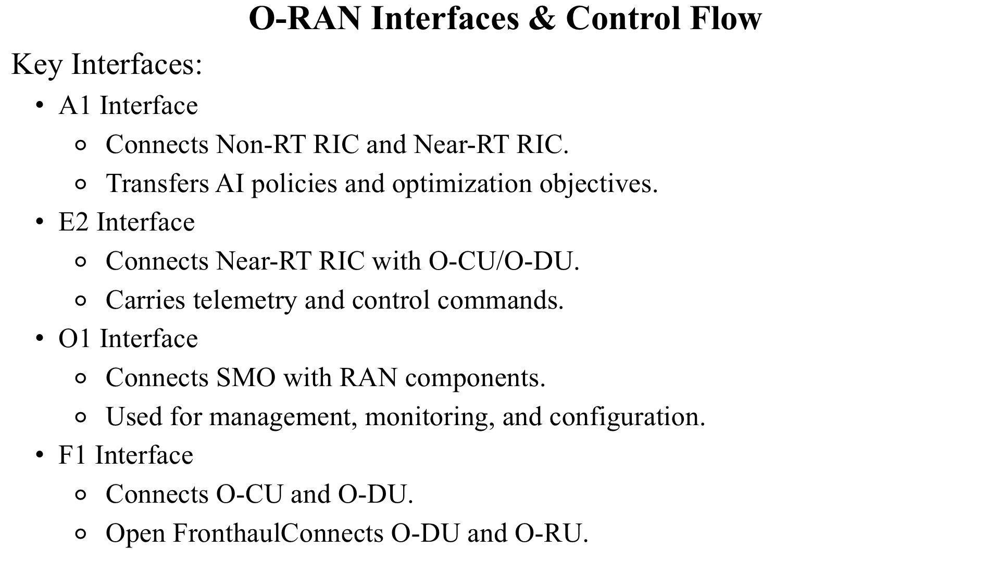 O-RAN Interfaces & Control Flow
Key Interfaces:
• A1 Interface
Connects Non-RT RIC and Near-RT RIC.
Transfers AI policies and optimization objectives.
• E2 Interface
Connects Near-RT RIC with O-CU/O-DU.
Carries telemetry and control commands.
• O1 Interface
Connects SMO with RAN components.
Used for management, monitoring, and configuration.
• F1 Interface
Connects O-CU and O-DU.
Open FronthaulConnects O-DU and O-RU.